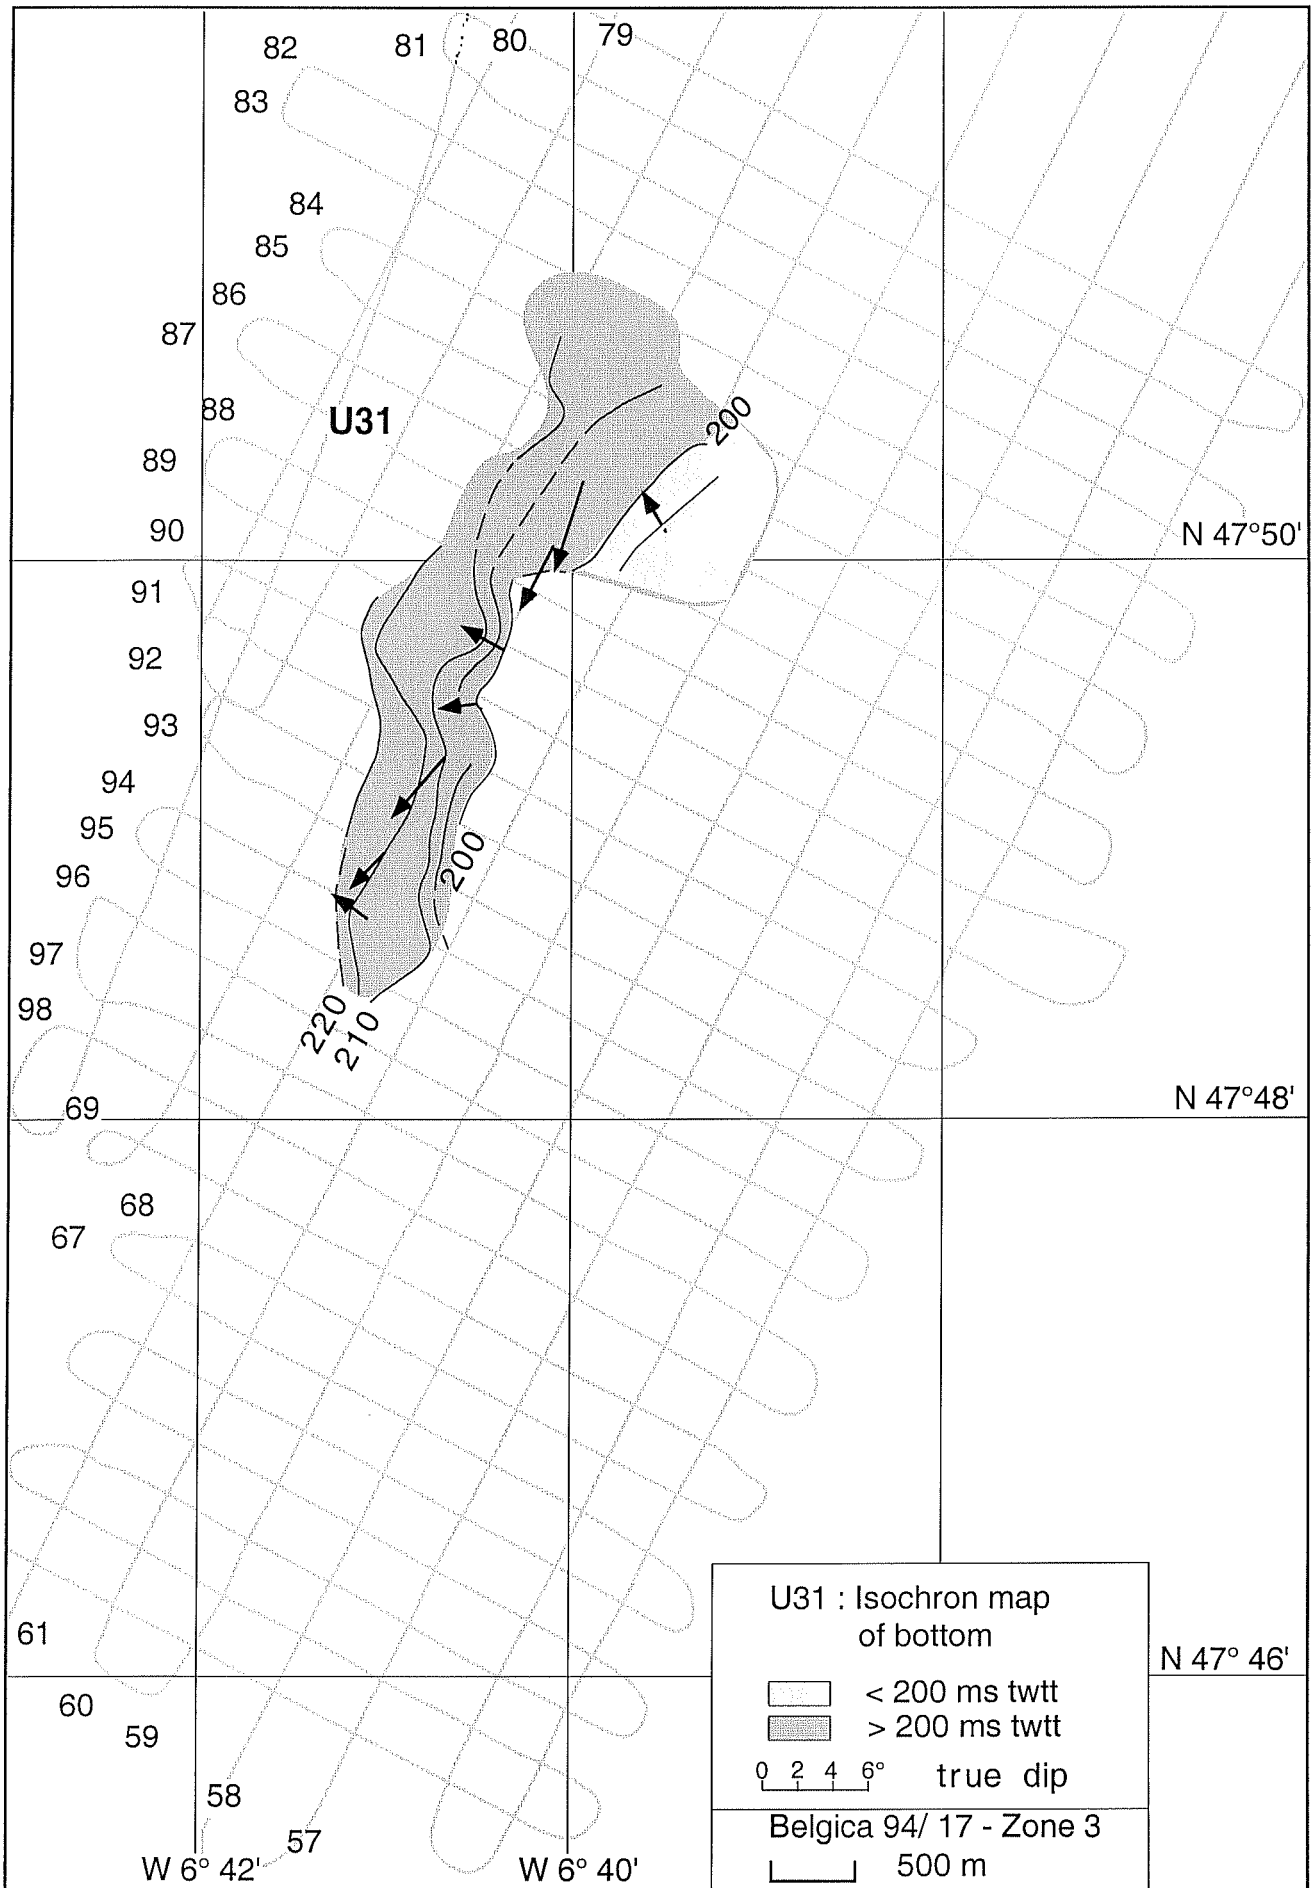 79
80
81
82
83
84
85
86
87
88
U31
200
89
90
N 47°50'
91
92
93
94
95
200
96
97
98
220
210
69
N 47°48'
68
67
61
60
59
58
57
W 6° 42'
W 6° 40'
N 47° 46'
U31 : Isochron map
of bottom
< 200 ms twtt
> 200 ms twtt
0 2 4 6° true dip
Belgica 94/ 17 - Zone 3
500 m